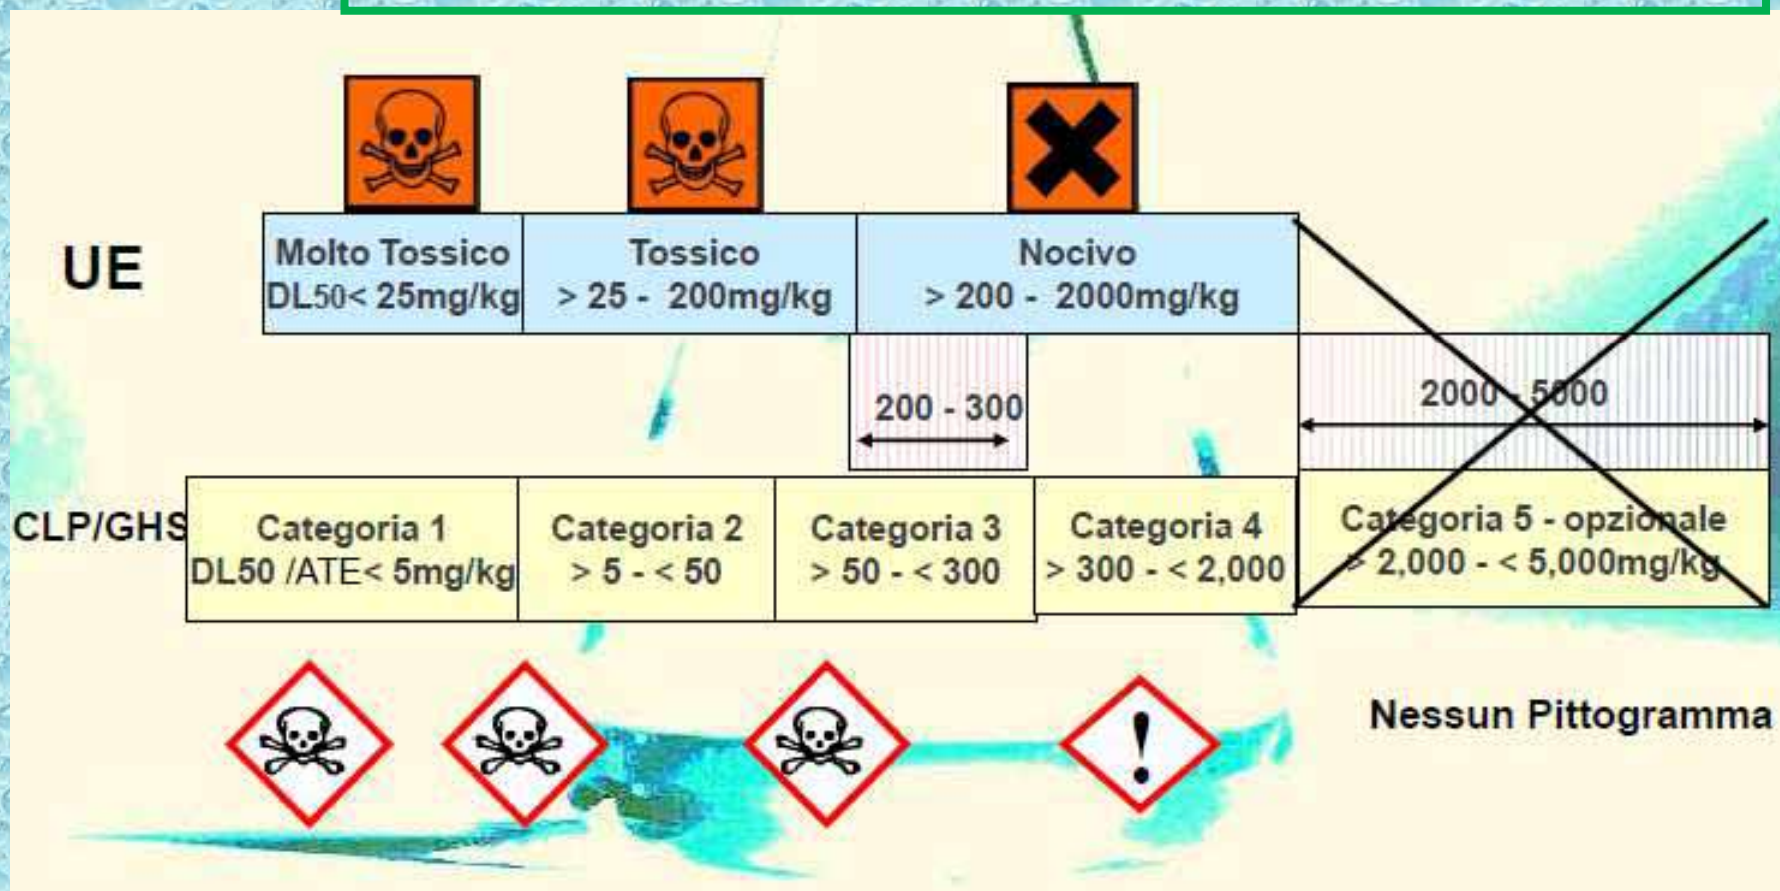 UE
Molto Tossico
DL50< 25mg/kg
Tossico
> 25 - 200mg/kg
Nocivo
> 200 - 2000mg/kg
200 - 300
2000 - 5000
CLP/GHS
Categoria 1
DL50 /ATE< 5mg/kg
Categoria 2
> 5 - < 50
Categoria 3
> 50 - < 300
Categoria 4
> 300 - < 2,000
Categoria 5 - opzionale
> 2,000 - < 5,000mg/kg
!
Nessun Pittogramma